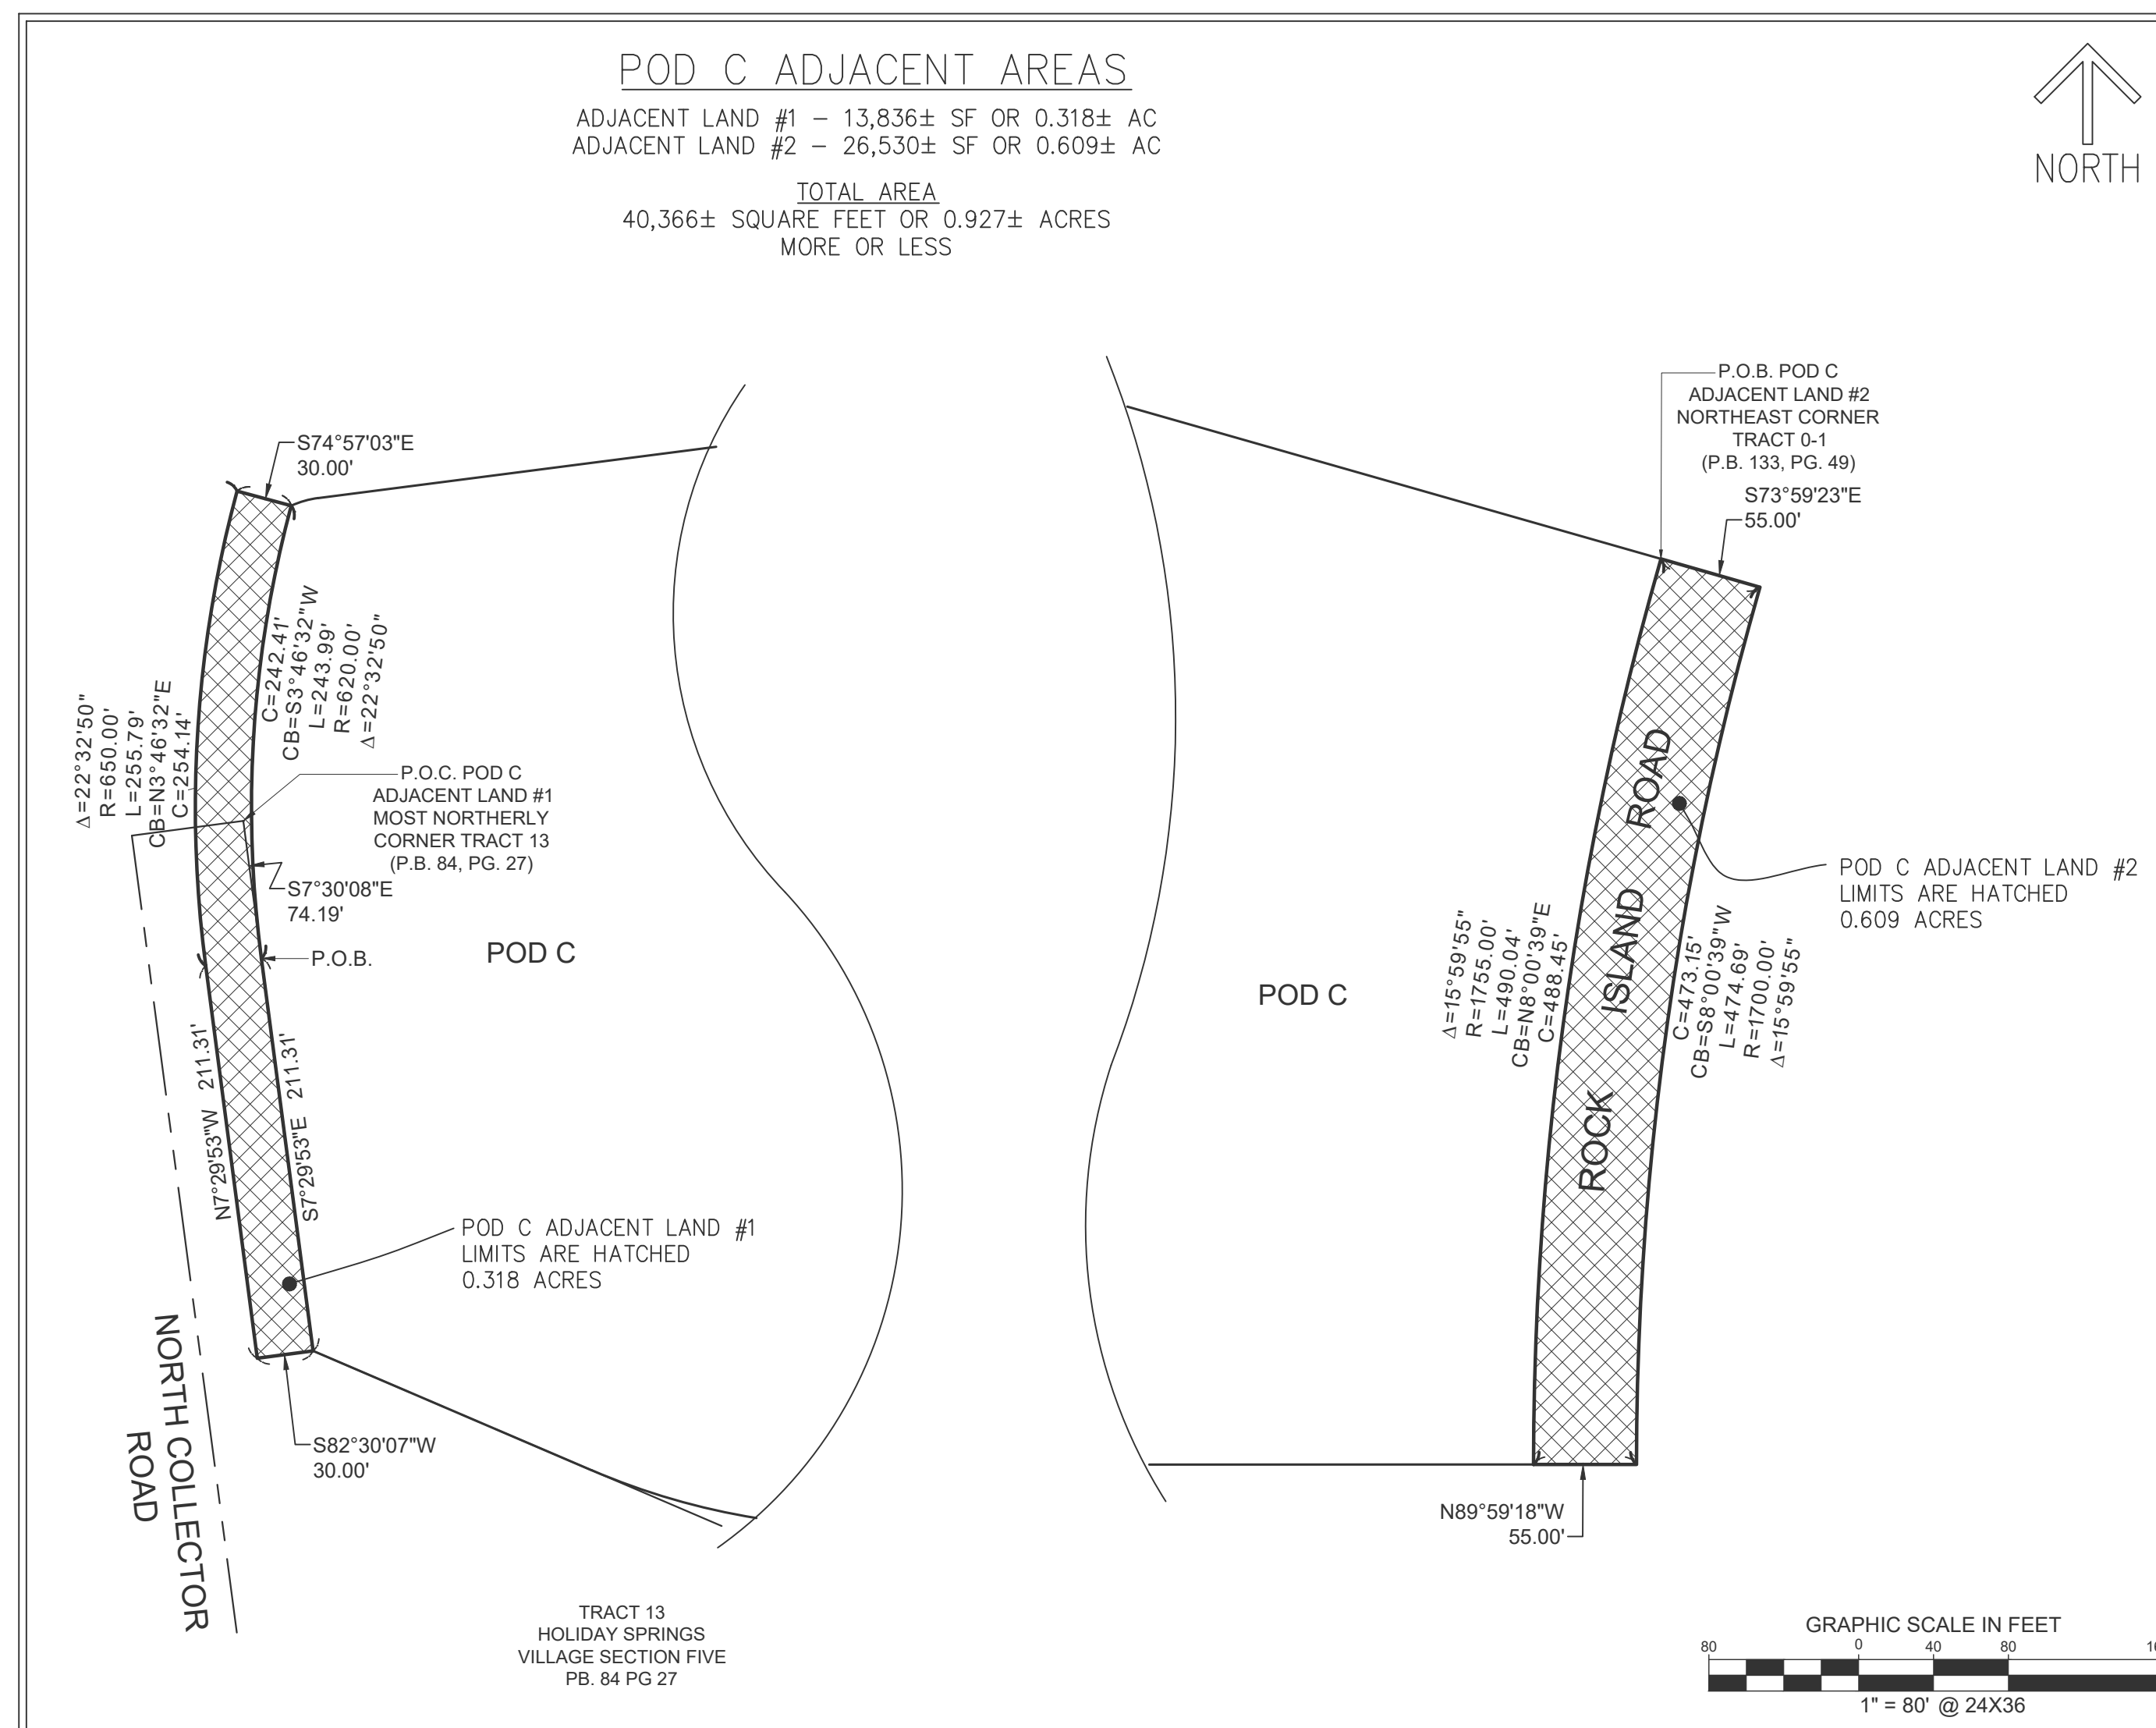 POD C ADJACENT AREAS
ADJACENT LAND #1 – 13,836± SF OR 0.318± AC
ADJACENT LAND #2 – 26,530± SF OR 0.609± AC
TOTAL AREA
40,366± SQUARE FEET OR 0.927± ACRES
MORE OR LESS
NORTH
S74°57'03"E
30.00'
C=242.41'
CB=S3°46'32"W
L=243.99'
R=620.00'
Δ=22°32'50"
Δ=22°32'50"
R=650.00'
L=255.79'
CB=N3°46'32"E
C=254.14'
P.O.C. POD C
ADJACENT LAND #1
MOST NORTHERLY
CORNER TRACT 13
(P.B. 84, PG. 27)
S7°30'08"E
74.19'
P.O.B.
POD C
N7°29'53"W 211.31'
S7°29'53"E 211.31'
POD C ADJACENT LAND #1
LIMITS ARE HATCHED
0.318 ACRES
S82°30'07"W
30.00'
NORTH COLLECTOR
ROAD
TRACT 13
HOLIDAY SPRINGS
VILLAGE SECTION FIVE
PB. 84 PG 27
P.O.B. POD C
ADJACENT LAND #2
NORTHEAST CORNER
TRACT 0-1
(P.B. 133, PG. 49)
S73°59'23"E
55.00'
POD C
Δ=15°59'55"
R=1755.00'
L=490.04'
CB=N8°00'39"E
C=488.45'
ROCK ISLAND ROAD
C=473.15'
CB=S8°00'39"W
L=474.69'
R=1700.00'
Δ=15°59'55"
POD C ADJACENT LAND #2
LIMITS ARE HATCHED
0.609 ACRES
N89°59'18"W
55.00'
GRAPHIC SCALE IN FEET
80 0 40 80
1" = 80' @ 24X36